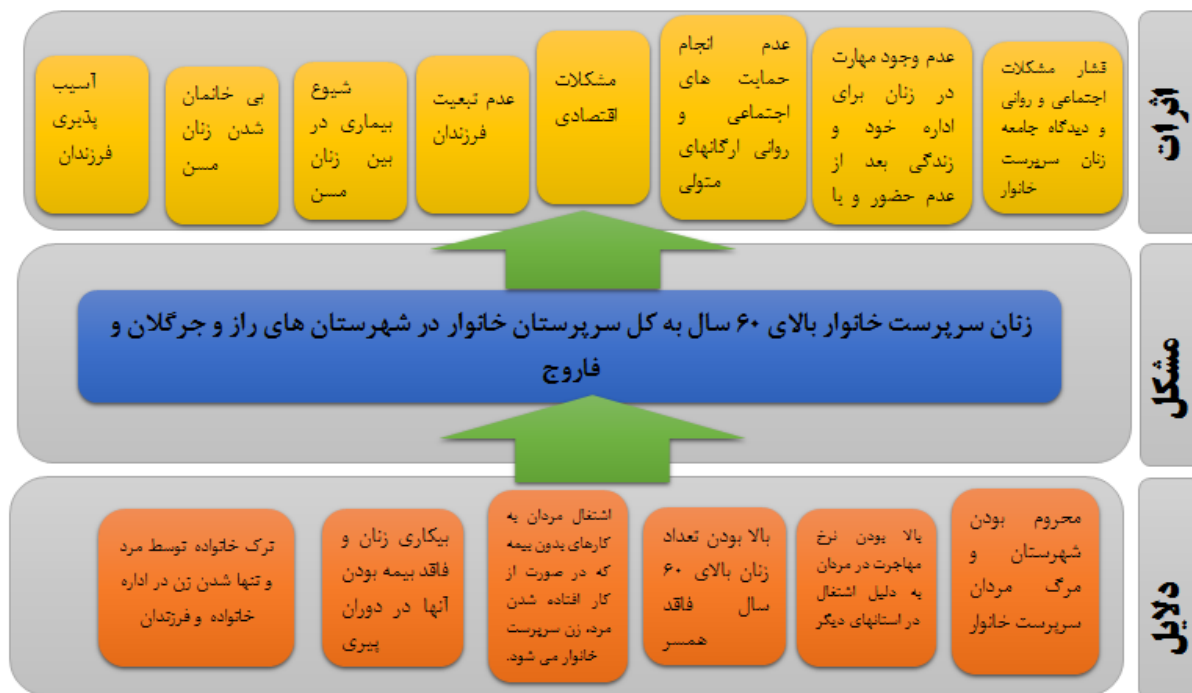 اثرات
قشار مشکلات
اجتماعی و روانی
و دیدگاه جامعه
زنان سرپرست
خانوار
عدم وجود مهارت
در زنان برای
اداره خود و
زندگی بعد از
عدم حضور و یا
عدم انجام
حمایت های
اجتماعی و
روانی ارگانهای
متولی
مشکلات
اقتصادی
عدم تبعیت
فرزندان
شیوع
بیماری در
بین زنان
مسن
بی خانمان
شدن زنان
مسن
آسیب
پذیری
فرزندان
مشکل
زنان سرپرست خانوار بالای ۶۰ سال به کل سرپرستان خانوار در شهرستان های راز و جرگلان و
فاروج
دلایل
محروم بودن
شهرستان و
مرگ مردان
سرپرست خانوار
بالا بودن نرخ
مهاجرت در مردان
به دلیل اشتغال
در استانهای دیگر
بالا بودن تعداد
زنان بالای ۶۰
سال فاقد
همسر
اشتغال مردان به
کارهای بدون بیمه
که در صورت از
کار افتاده شدن
مرد، زن سرپرست
خانوار می شود.
بیکاری زنان و
فاقد بیمه بودن
آنها در دوران
پیری
ترک خانواده توسط مرد
و تنها شدن زن در اداره
خانواده و فرزندان